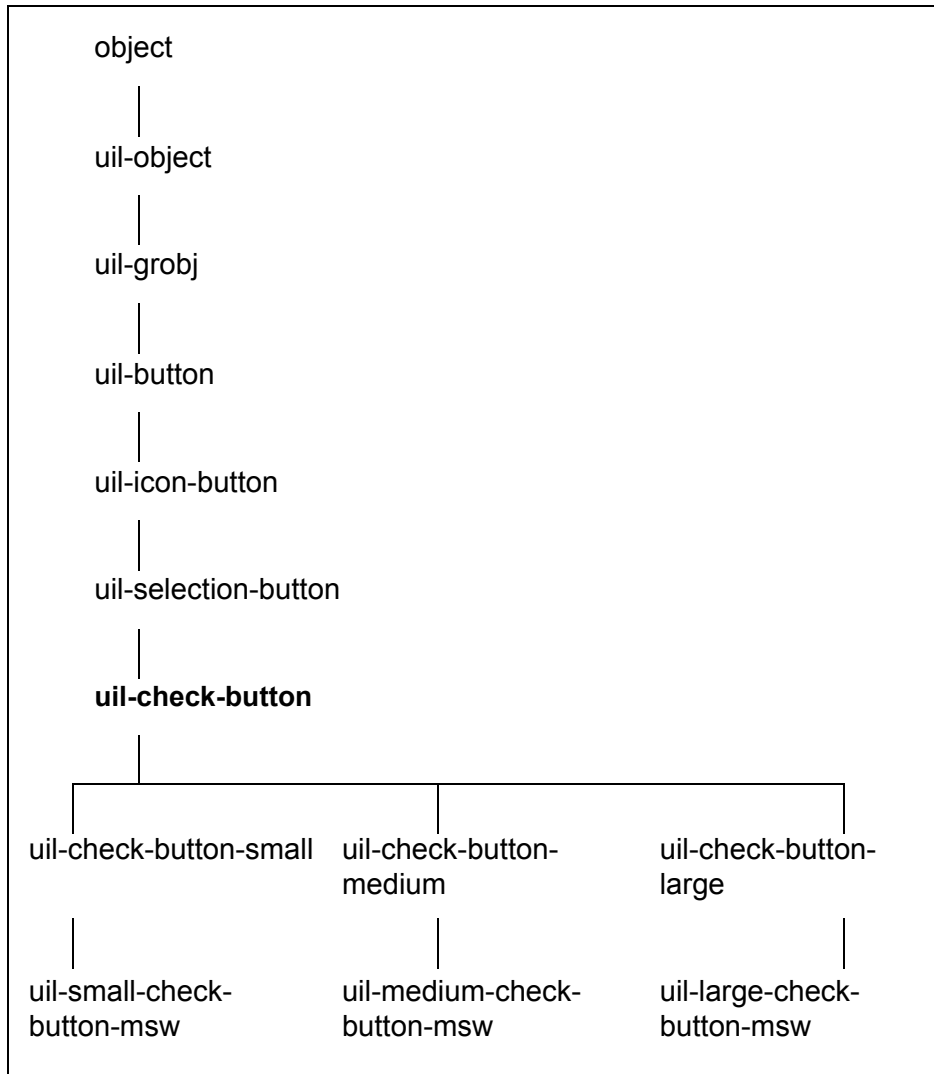 object
uil-object
uil-grobj
uil-button
uil-icon-button
uil-selection-button
uil-check-button
uil-check-button-small
uil-check-button-
medium
uil-check-button-
large
uil-small-check-
button-msw
uil-medium-check-
button-msw
uil-large-check-
button-msw